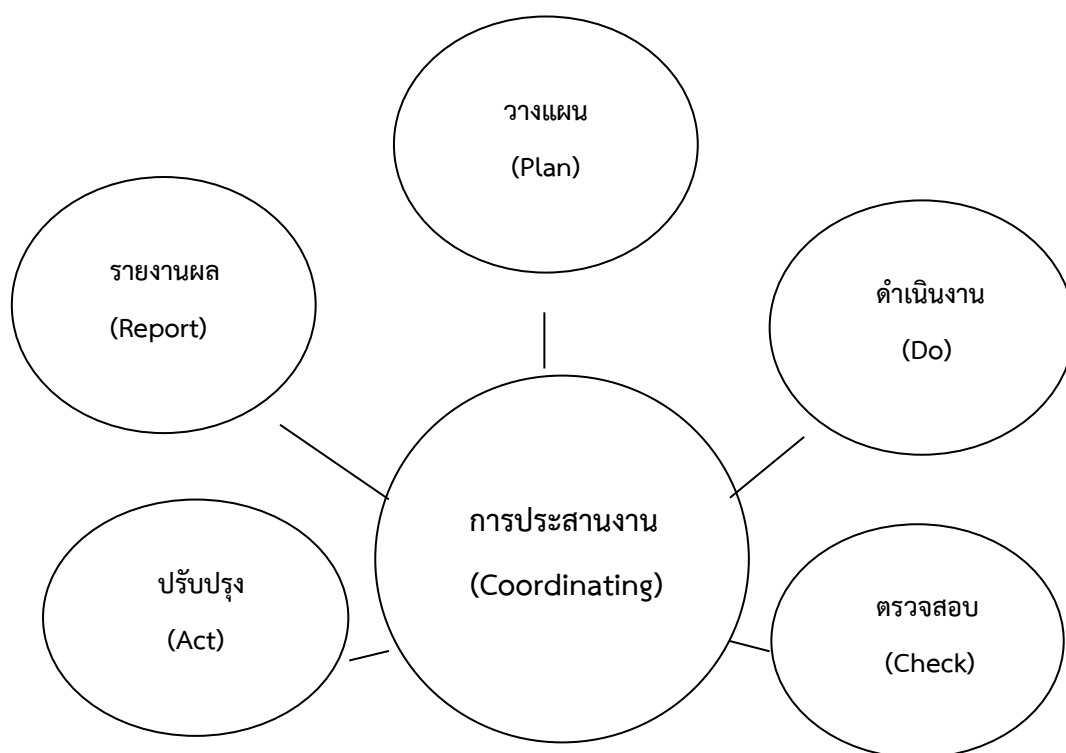 วางแผน
(Plan)
รายงานผล
(Report)
ดำเนินงาน
(Do)
การประสานงาน
(Coordinating)
ปรับปรุง
(Act)
ตรวจสอบ
(Check)